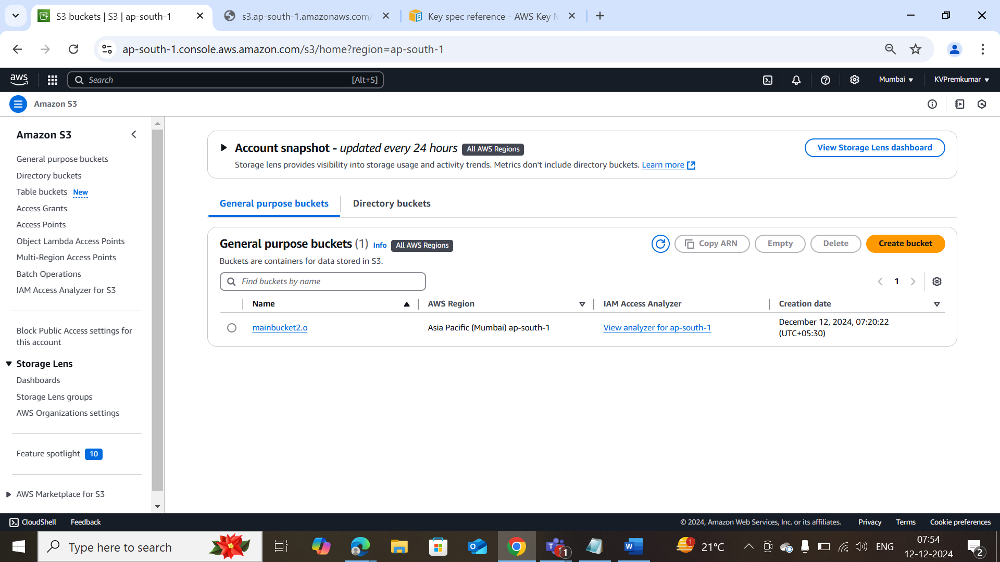 S3 buckets | S3 | ap-south-1
s3.ap-south-1.amazonaws.com/
Key spec reference - AWS Key M
ap-south-1.console.aws.amazon.com/s3/home?region=ap-south-1
aws
Search
[Alt+S]
Mumbai
KVPremkumar
Amazon S3
Amazon S3
General purpose buckets
Directory buckets
Table buckets New
Access Grants
Access Points
Object Lambda Access Points
Multi-Region Access Points
Batch Operations
IAM Access Analyzer for S3
Block Public Access settings for
this account
Storage Lens
Dashboards
Storage Lens groups
AWS Organizations settings
Feature spotlight 10
AWS Marketplace for S3
Account snapshot - updated every 24 hours All AWS Regions
View Storage Lens dashboard
Storage lens provides visibility into storage usage and activity trends. Metrics don't include directory buckets. Learn more
General purpose buckets
Directory buckets
General purpose buckets (1) Info All AWS Regions
Copy ARN
Empty
Delete
Create bucket
Buckets are containers for data stored in S3.
Find buckets by name
1
Name
AWS Region
IAM Access Analyzer
Creation date
mainbucket2.o
Asia Pacific (Mumbai) ap-south-1
View analyzer for ap-south-1
December 12, 2024, 07:20:22
(UTC+05:30)
CloudShell
Feedback
© 2024, Amazon Web Services, Inc. or its affiliates.
Privacy
Terms
Cookie preferences
Type here to search
1
1
21°C
ENG
07:54
12-12-2024
2